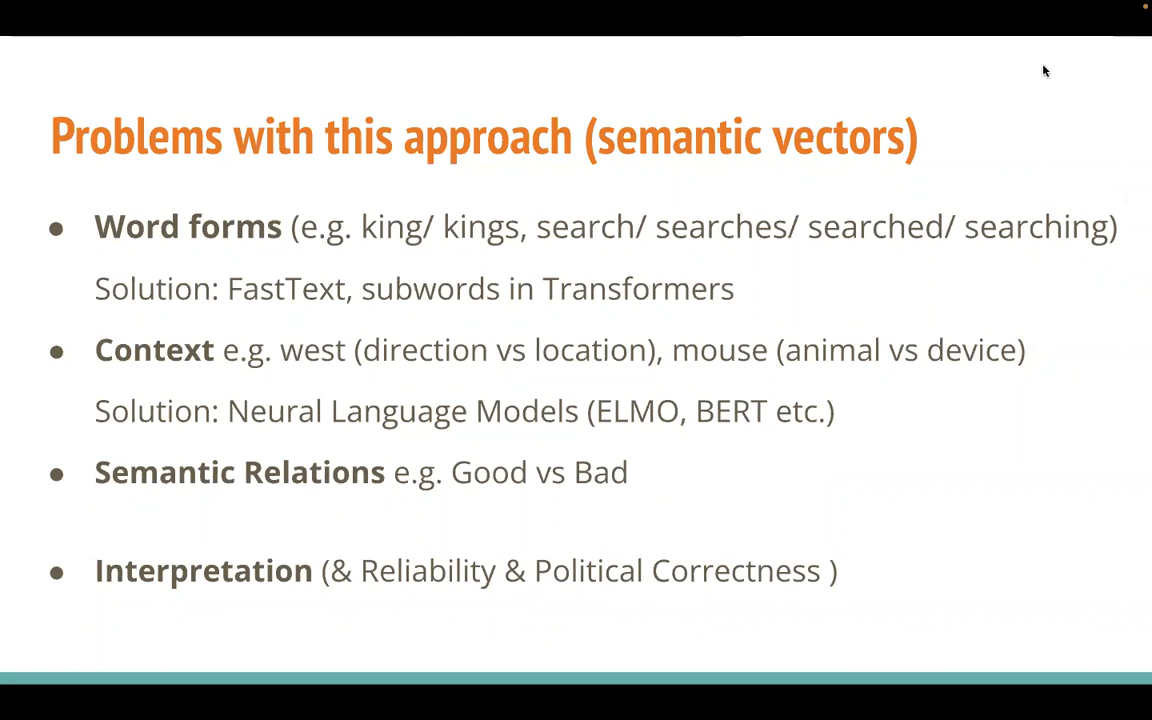 Problems with this approach (semantic vectors)
● Word forms (e.g. king/ kings, search/ searches/ searched/ searching)
Solution: FastText, subwords in Transformers
● Context e.g. west (direction vs location), mouse (animal vs device)
Solution: Neural Language Models (ELMO, BERT etc.)
● Semantic Relations e.g. Good vs Bad
● Interpretation (& Reliability & Political Correctness )